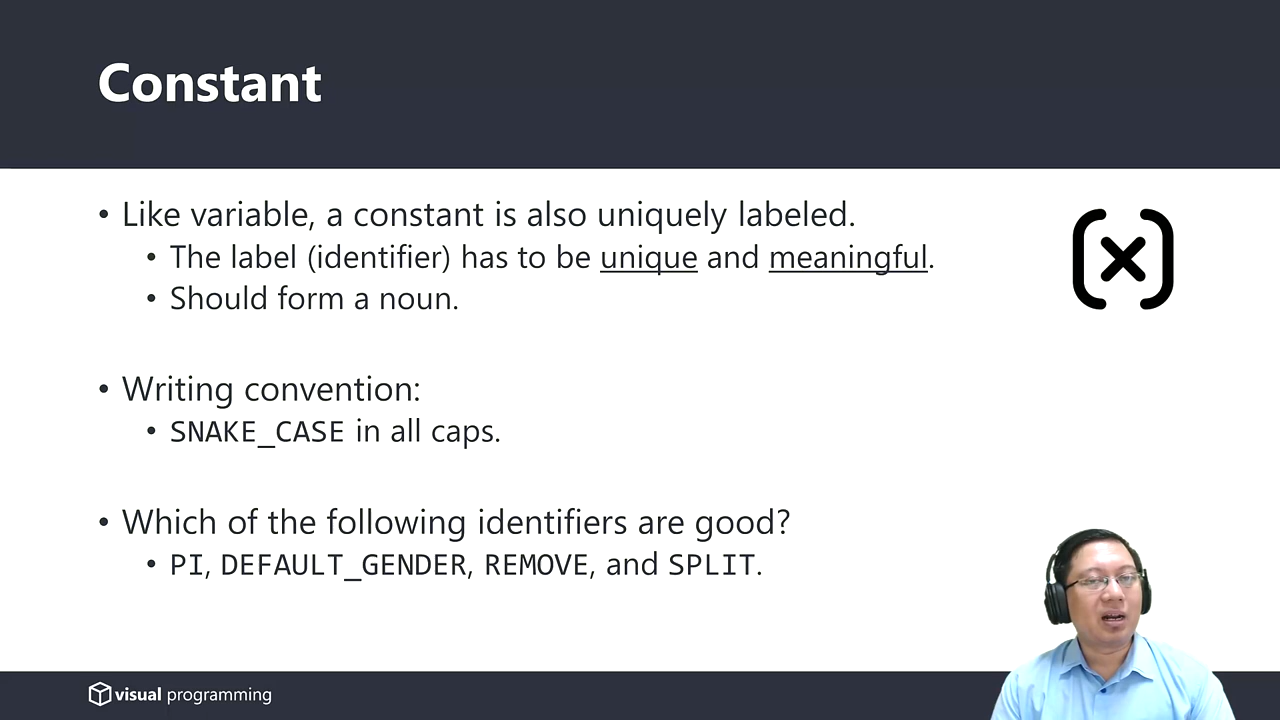 Constant
• Like variable, a constant is also uniquely labeled.
• The label (identifier) has to be unique and meaningful.
• Should form a noun.
• Writing convention:
• SNAKE_CASE in all caps.
• Which of the following identifiers are good?
• PI, DEFAULT_GENDER, REMOVE, and SPLIT.
visual programming